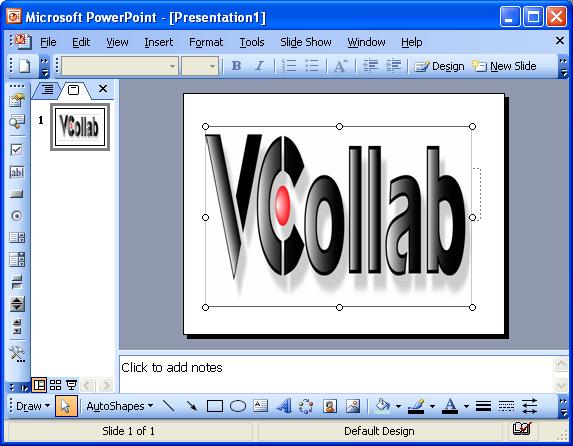 Microsoft PowerPoint - [Presentation1]
File Edit View Insert Format Tools Slide Show Window Help
B I A Design New Slide
1 VCollab
VCollab
abl
Click to add notes
Draw AutoShapes A A
Slide 1 of 1 Default Design